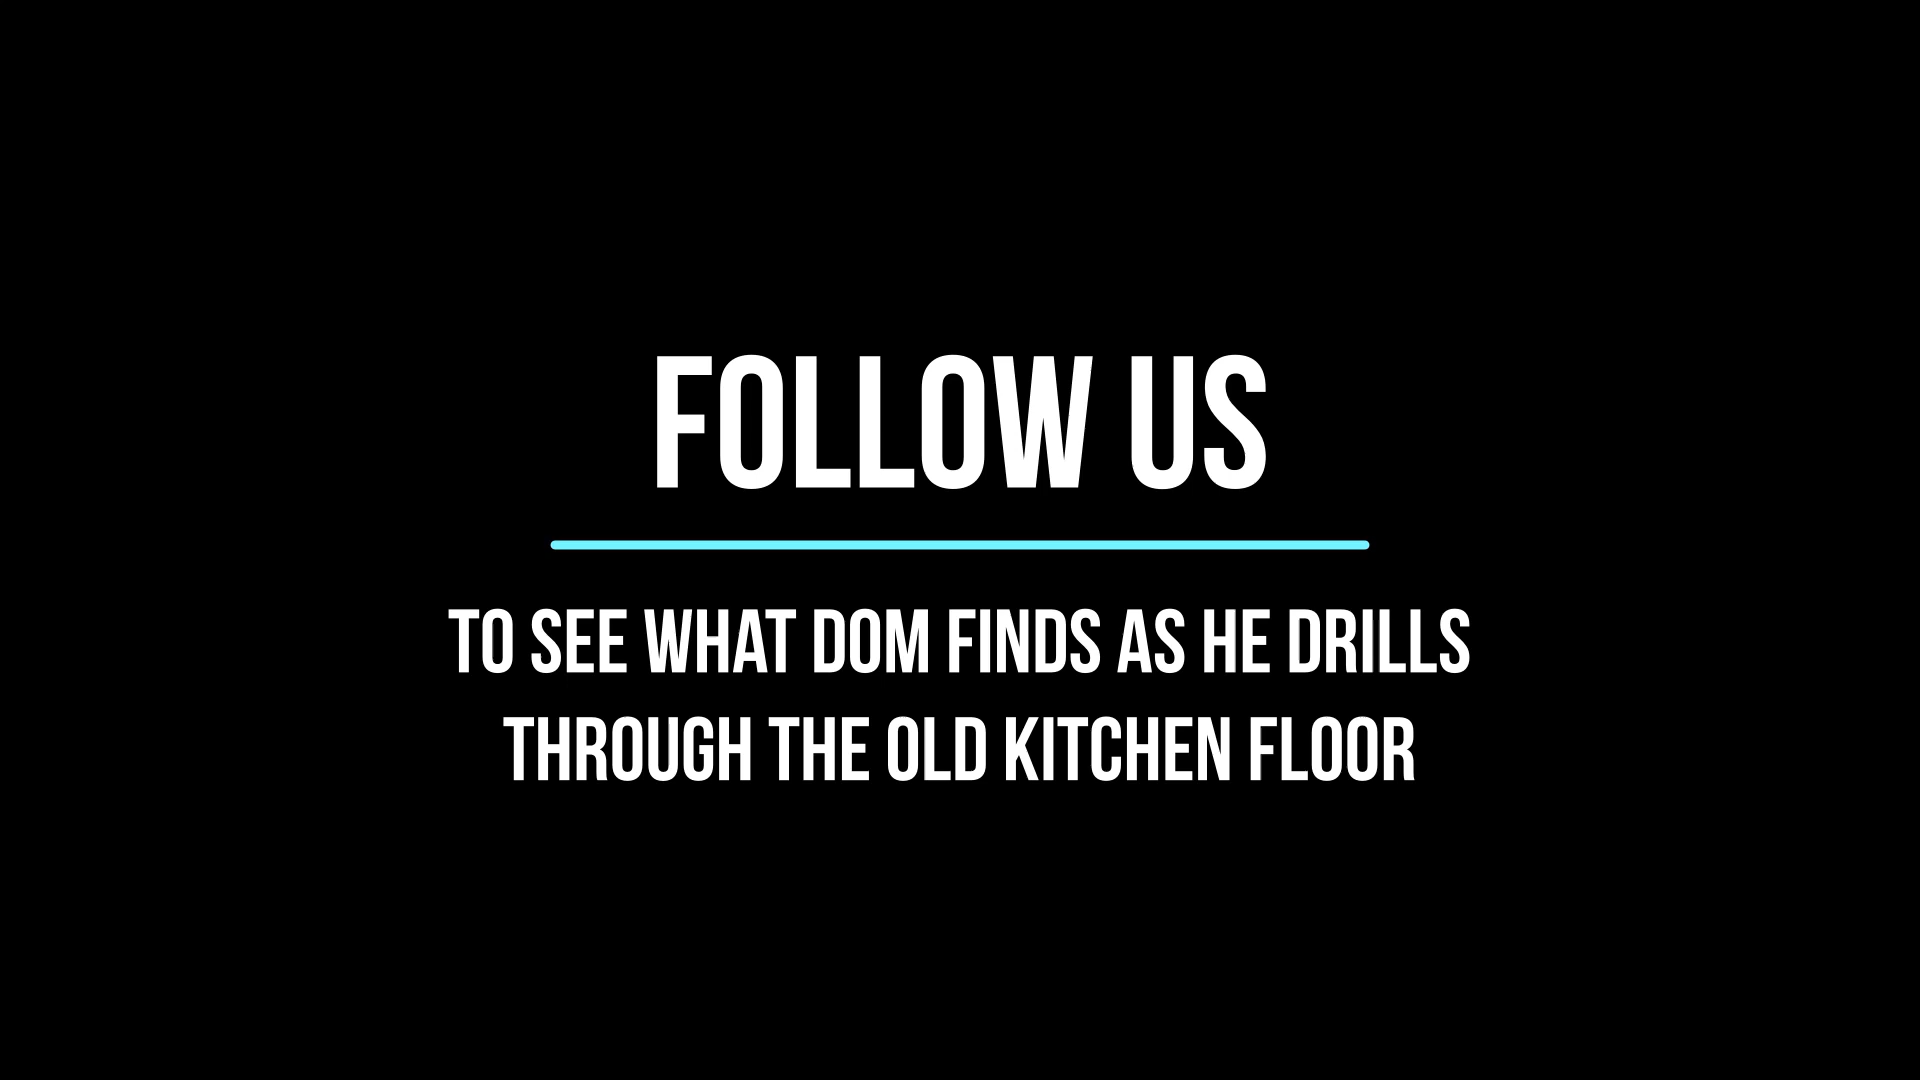 FOLLOW US
TO SEE WHAT DOM FINDS AS HE DRILLS
THROUGH THE OLD KITCHEN FLOOR